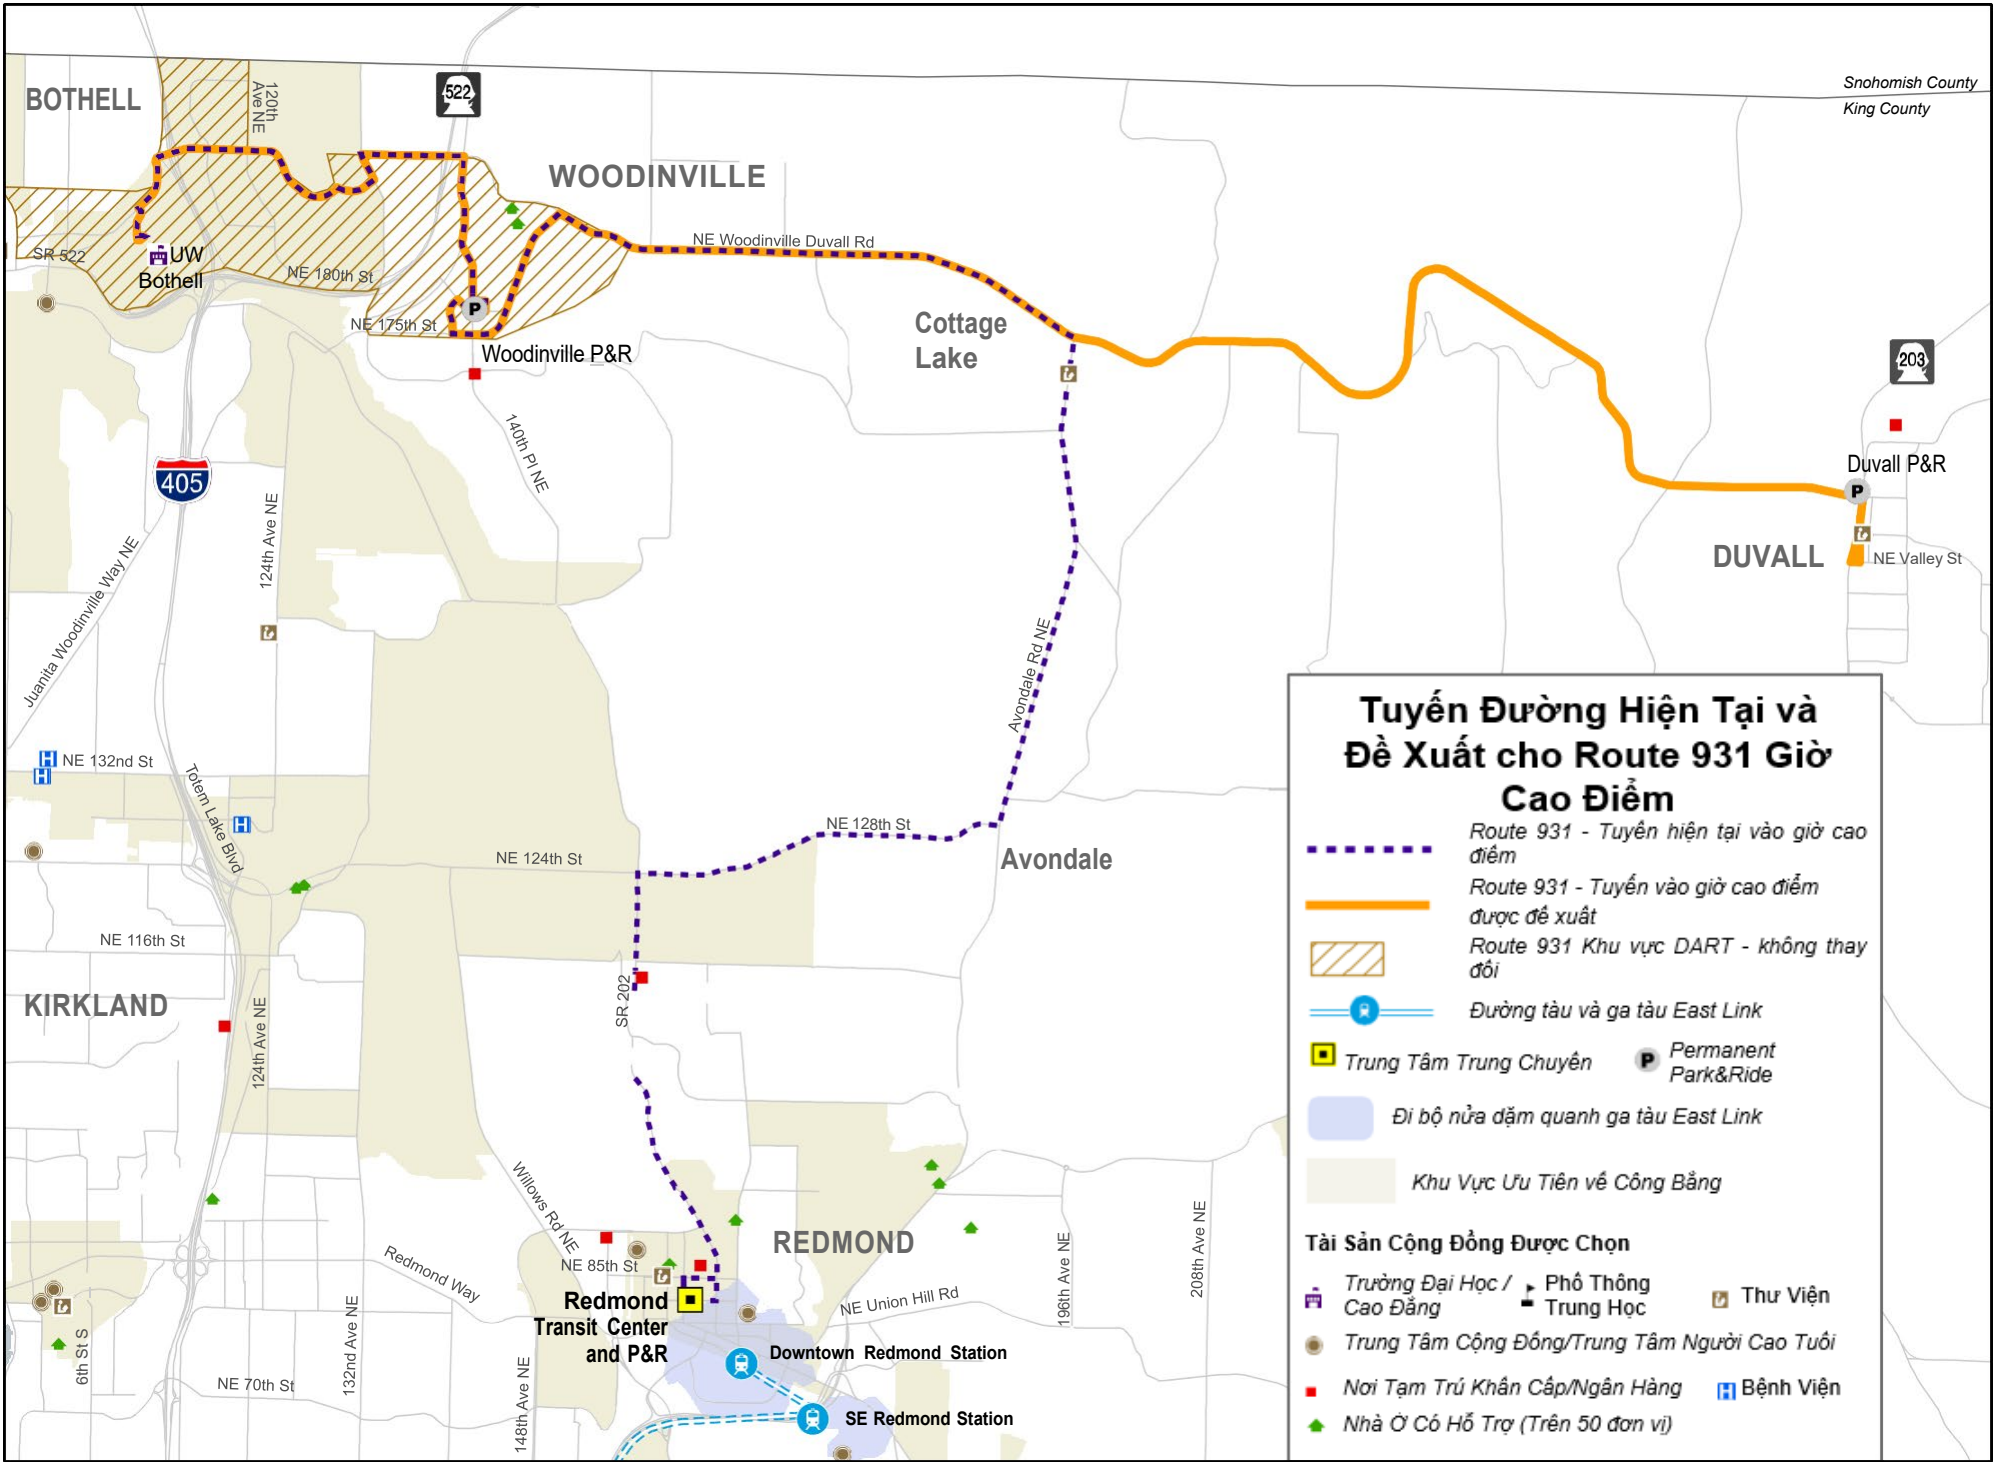 Snohomish County
King County
BOTHELL
120th
Ave NE
522
WOODINVILLE
NE Woodinville Duvall Rd
SR 522
UW
Bothell
NE 180th St
NE 175th St
P
Woodinville P&R
Cottage
Lake
203
Duvall P&R
P
DUVALL
NE Valley St
140th Pl NE
405
124th Ave NE
Juanita Woodinville Way NE
Avondale Rd NE
H
H
NE 132nd St
Totem Lake Blvd
H
NE 128th St
NE 124th St
Avondale
NE 116th St
SR 202
KIRKLAND
124th Ave NE
Willows Rd NE
REDMOND
NE 85th St
Redmond Way
Redmond
Transit Center
and P&R
NE Union Hill Rd
196th Ave NE
208th Ave NE
Downtown Redmond Station
SE Redmond Station
6th St S
NE 70th St
132nd Ave NE
148th Ave NE
Tuyến Đường Hiện Tại và
Đề Xuất cho Route 931 Giờ
Cao Điểm
Route 931 - Tuyến hiện tại vào giờ cao
điểm
Route 931 - Tuyến vào giờ cao điểm
được đề xuất
Route 931 Khu vực DART - không thay
đổi
Đường tàu và ga tàu East Link
Trung Tâm Trung Chuyển
P Permanent
Park&Ride
Đi bộ nửa dặm quanh ga tàu East Link
Khu Vực Ưu Tiên về Công Bằng
Tài Sản Cộng Đồng Được Chọn
Trường Đại Học /
Cao Đẳng
Phổ Thông
Trung Học
Thư Viện
Trung Tâm Cộng Đồng/Trung Tâm Người Cao Tuổi
Nơi Tạm Trú Khẩn Cấp/Ngân Hàng
H Bệnh Viện
Nhà Ở Có Hỗ Trợ (Trên 50 đơn vị)